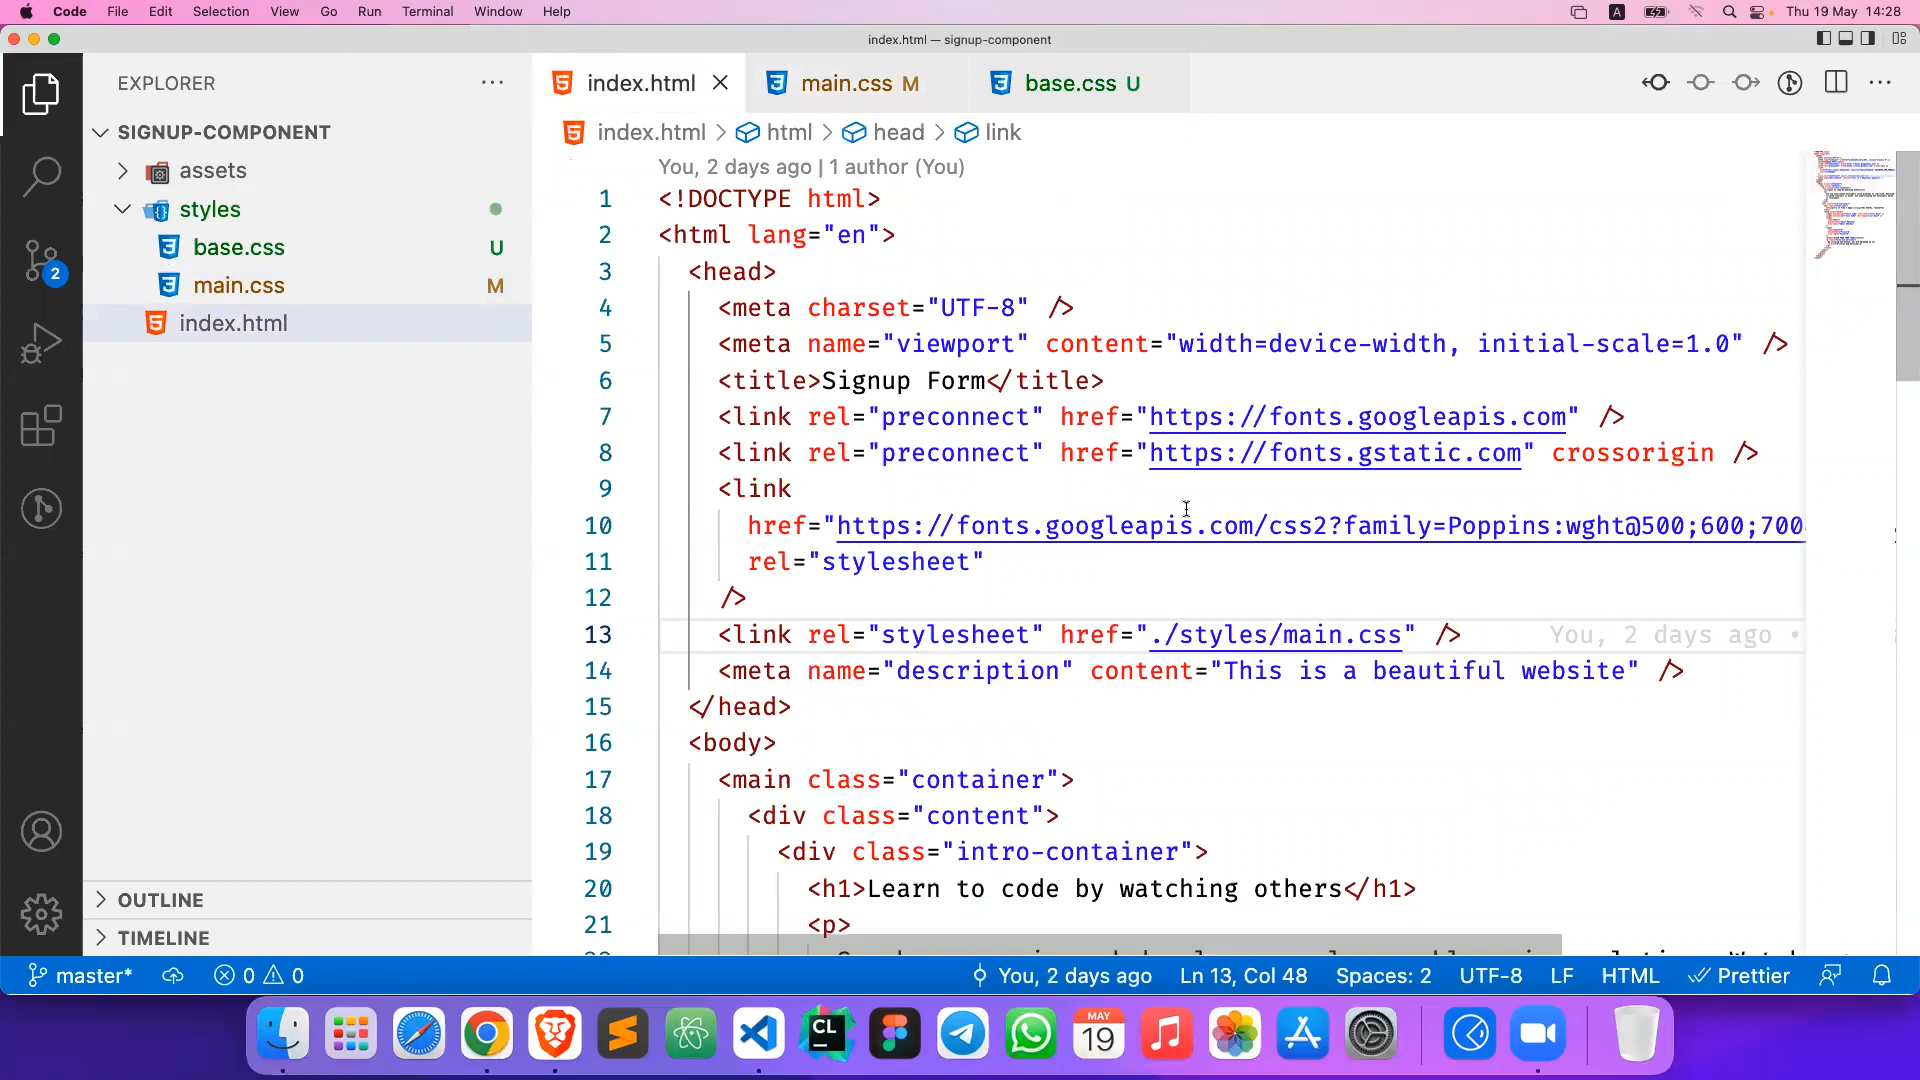 Code File Edit Selection View Go Run Terminal Window Help A Thu 19 May 14:28
index.html — signup-component
EXPLORER
SIGNUP-COMPONENT
assets
styles
base.css U
main.css M
index.html
OUTLINE
TIMELINE
2
index.html main.css M base.css U
index.html > html > head > link
You, 2 days ago | 1 author (You)
1 <!DOCTYPE html>
2 <html lang="en">
3 <head>
4 <meta charset="UTF-8" />
5 <meta name="viewport" content="width=device-width, initial-scale=1.0" />
6 <title>Signup Form</title>
7 <link rel="preconnect" href="https://fonts.googleapis.com" />
8 <link rel="preconnect" href="https://fonts.gstatic.com" crossorigin />
9 <link
10 href="https://fonts.googleapis.com/css2?family=Poppins:wght@500;600;700
11 rel="stylesheet"
12 />
13 <link rel="stylesheet" href="./styles/main.css" /> You, 2 days ago •
14 <meta name="description" content="This is a beautiful website" />
15 </head>
16 <body>
17 <main class="container">
18 <div class="content">
19 <div class="intro-container">
20 <h1>Learn to code by watching others</h1>
21 <p>
master* 0 0 You, 2 days ago Ln 13, Col 48 Spaces: 2 UTF-8 LF HTML Prettier
CL
MAY
19